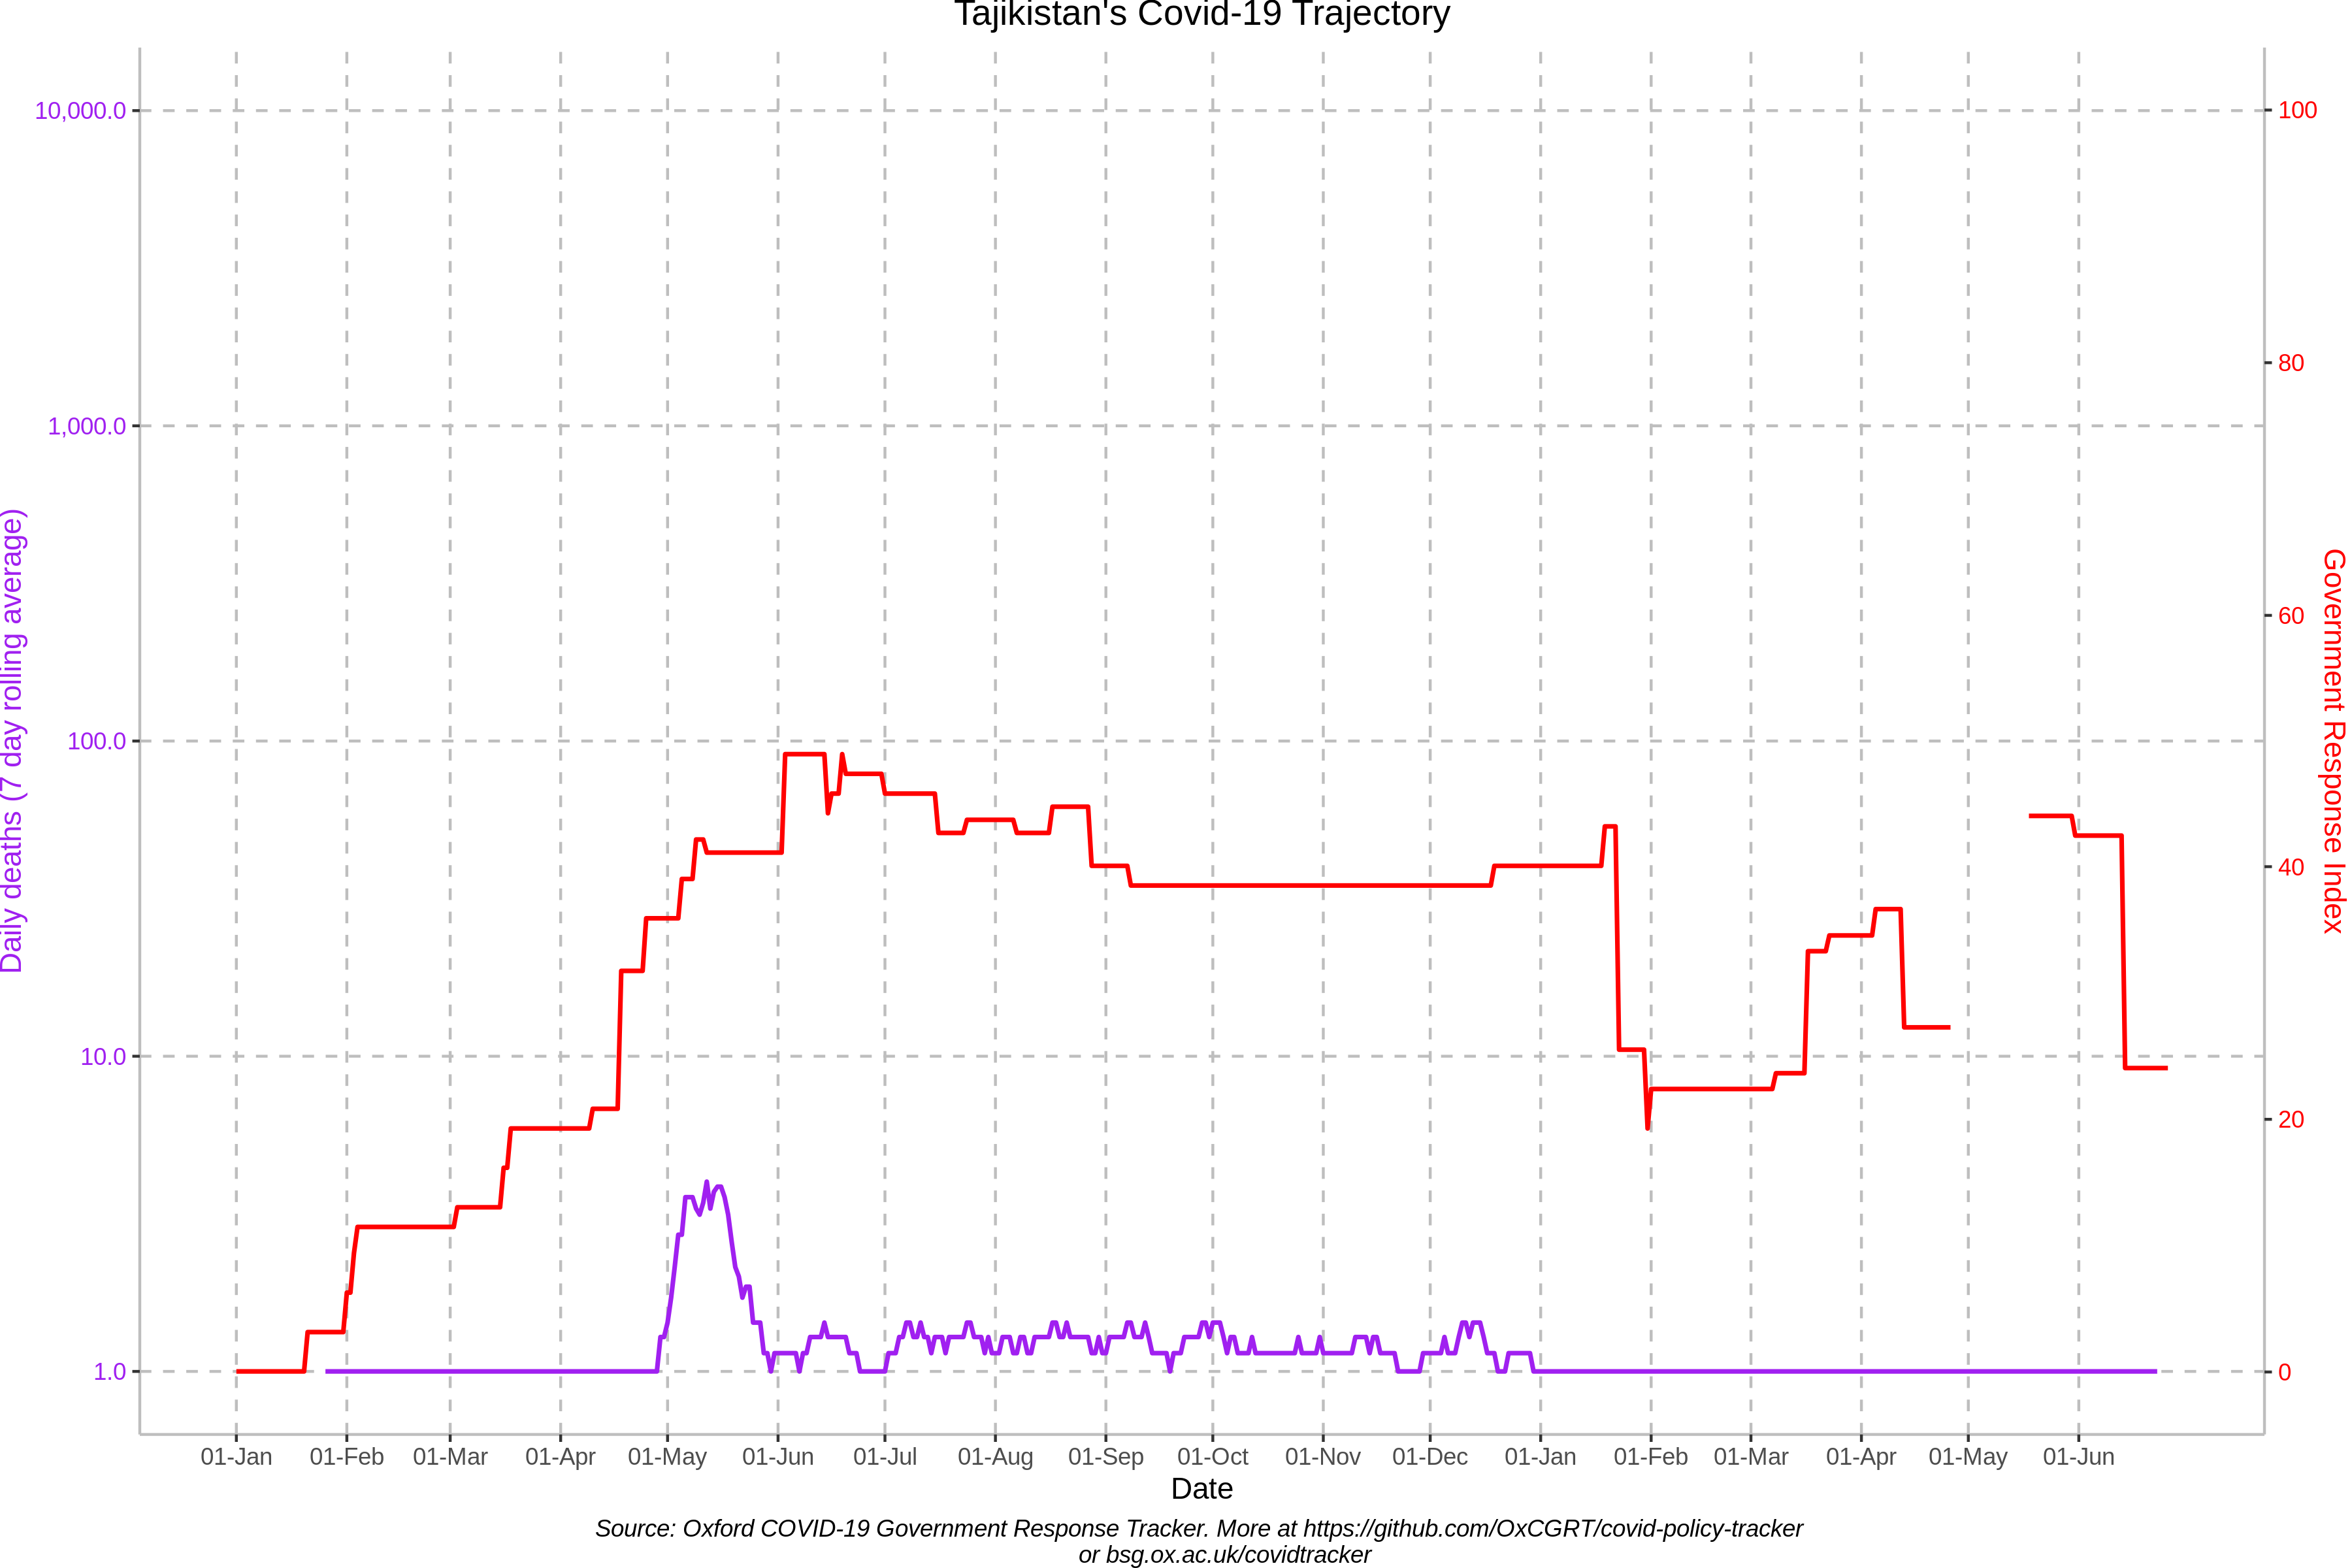 Tajikistan's Covid-19 Trajectory
10,000.0
1,000.0
100.0
10.0
1.0
Daily deaths (7 day rolling average)
100
80
60
40
20
0
Government Response Index
01-Jan 01-Feb 01-Mar 01-Apr 01-May 01-Jun 01-Jul 01-Aug 01-Sep 01-Oct 01-Nov 01-Dec 01-Jan 01-Feb 01-Mar 01-Apr 01-May 01-Jun
Date
Source: Oxford COVID-19 Government Response Tracker. More at https://github.com/OxCGRT/covid-policy-tracker
or bsg.ox.ac.uk/covidtracker